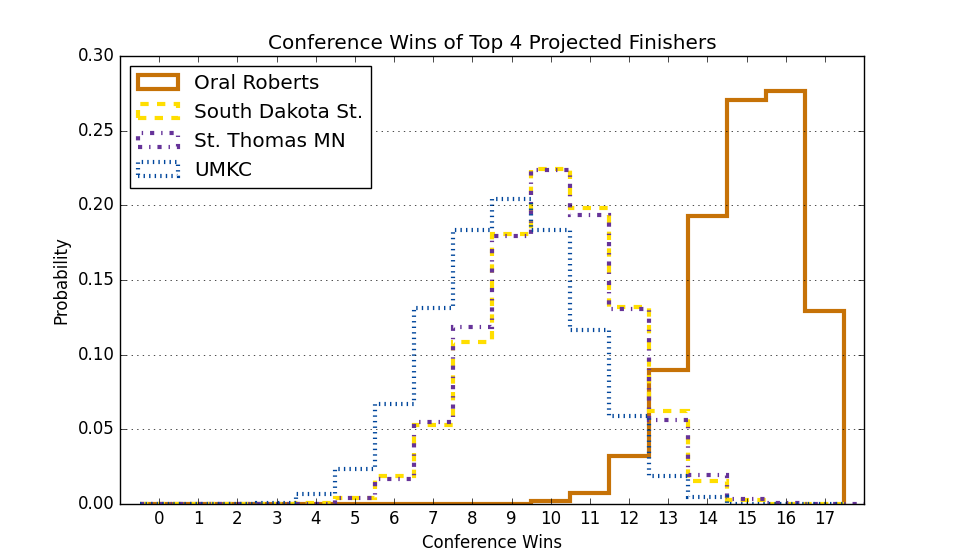 Conference Wins of Top 4 Projected Finishers
0.30
0.25
0.20
0.15
0.10
0.05
0.00
Probability
Oral Roberts
South Dakota St.
St. Thomas MN
UMKC
0 1 2 3 4 5 6 7 8 9 10 11 12 13 14 15 16 17
Conference Wins